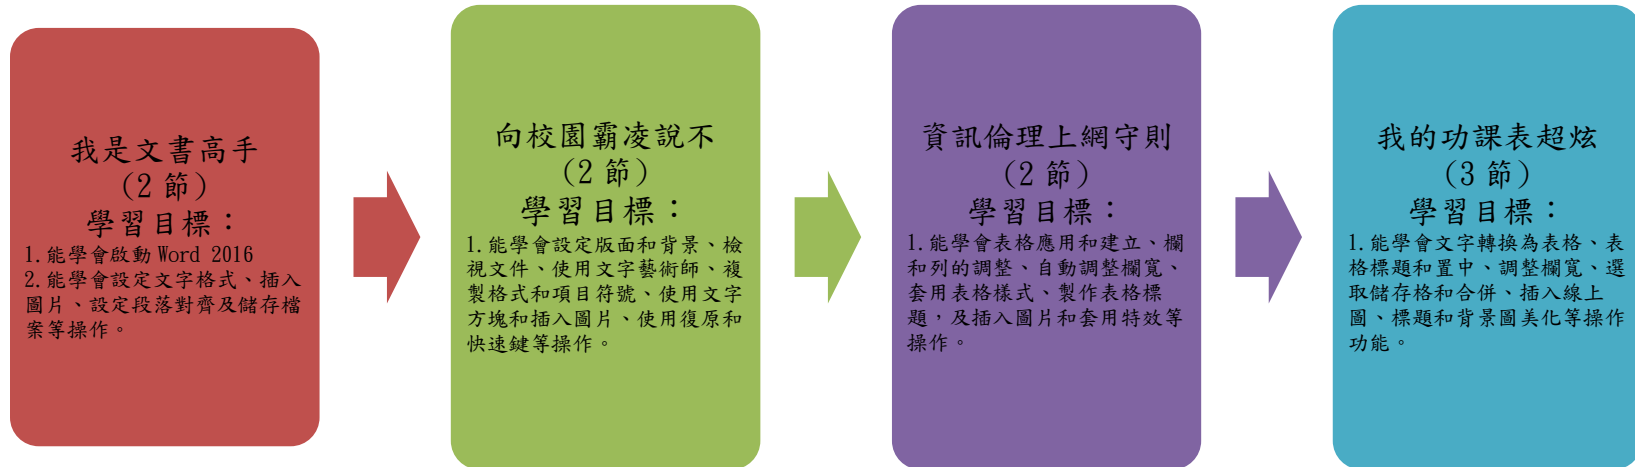 我是文書高手
(2 節)
學習目標：
1.能學會啟動 Word 2016
2.能學會設定文字格式、插入
圖片、設定段落對齊及儲存檔
案等操作。
向校園霸凌說不
(2 節)
學習目標：
1.能學會設定版面和背景、檢
視文件、使用文字藝術師、複
製格式和項目符號、使用文字
方塊和插入圖片、使用復原和
快速鍵等操作。
資訊倫理上網守則
(2 節)
學習目標：
1.能學會表格應用和建立、欄
和列的調整、自動調整欄寬、
套用表格樣式、製作表格標
題，及插入圖片和套用特效等
操作。
我的功課表超炫
(3 節)
學習目標：
1.能學會文字轉換為表格、表
格標題和置中、調整欄寬、選
取儲存格和合併、插入線上
圖、標題和背景圖美化等操作
功能。